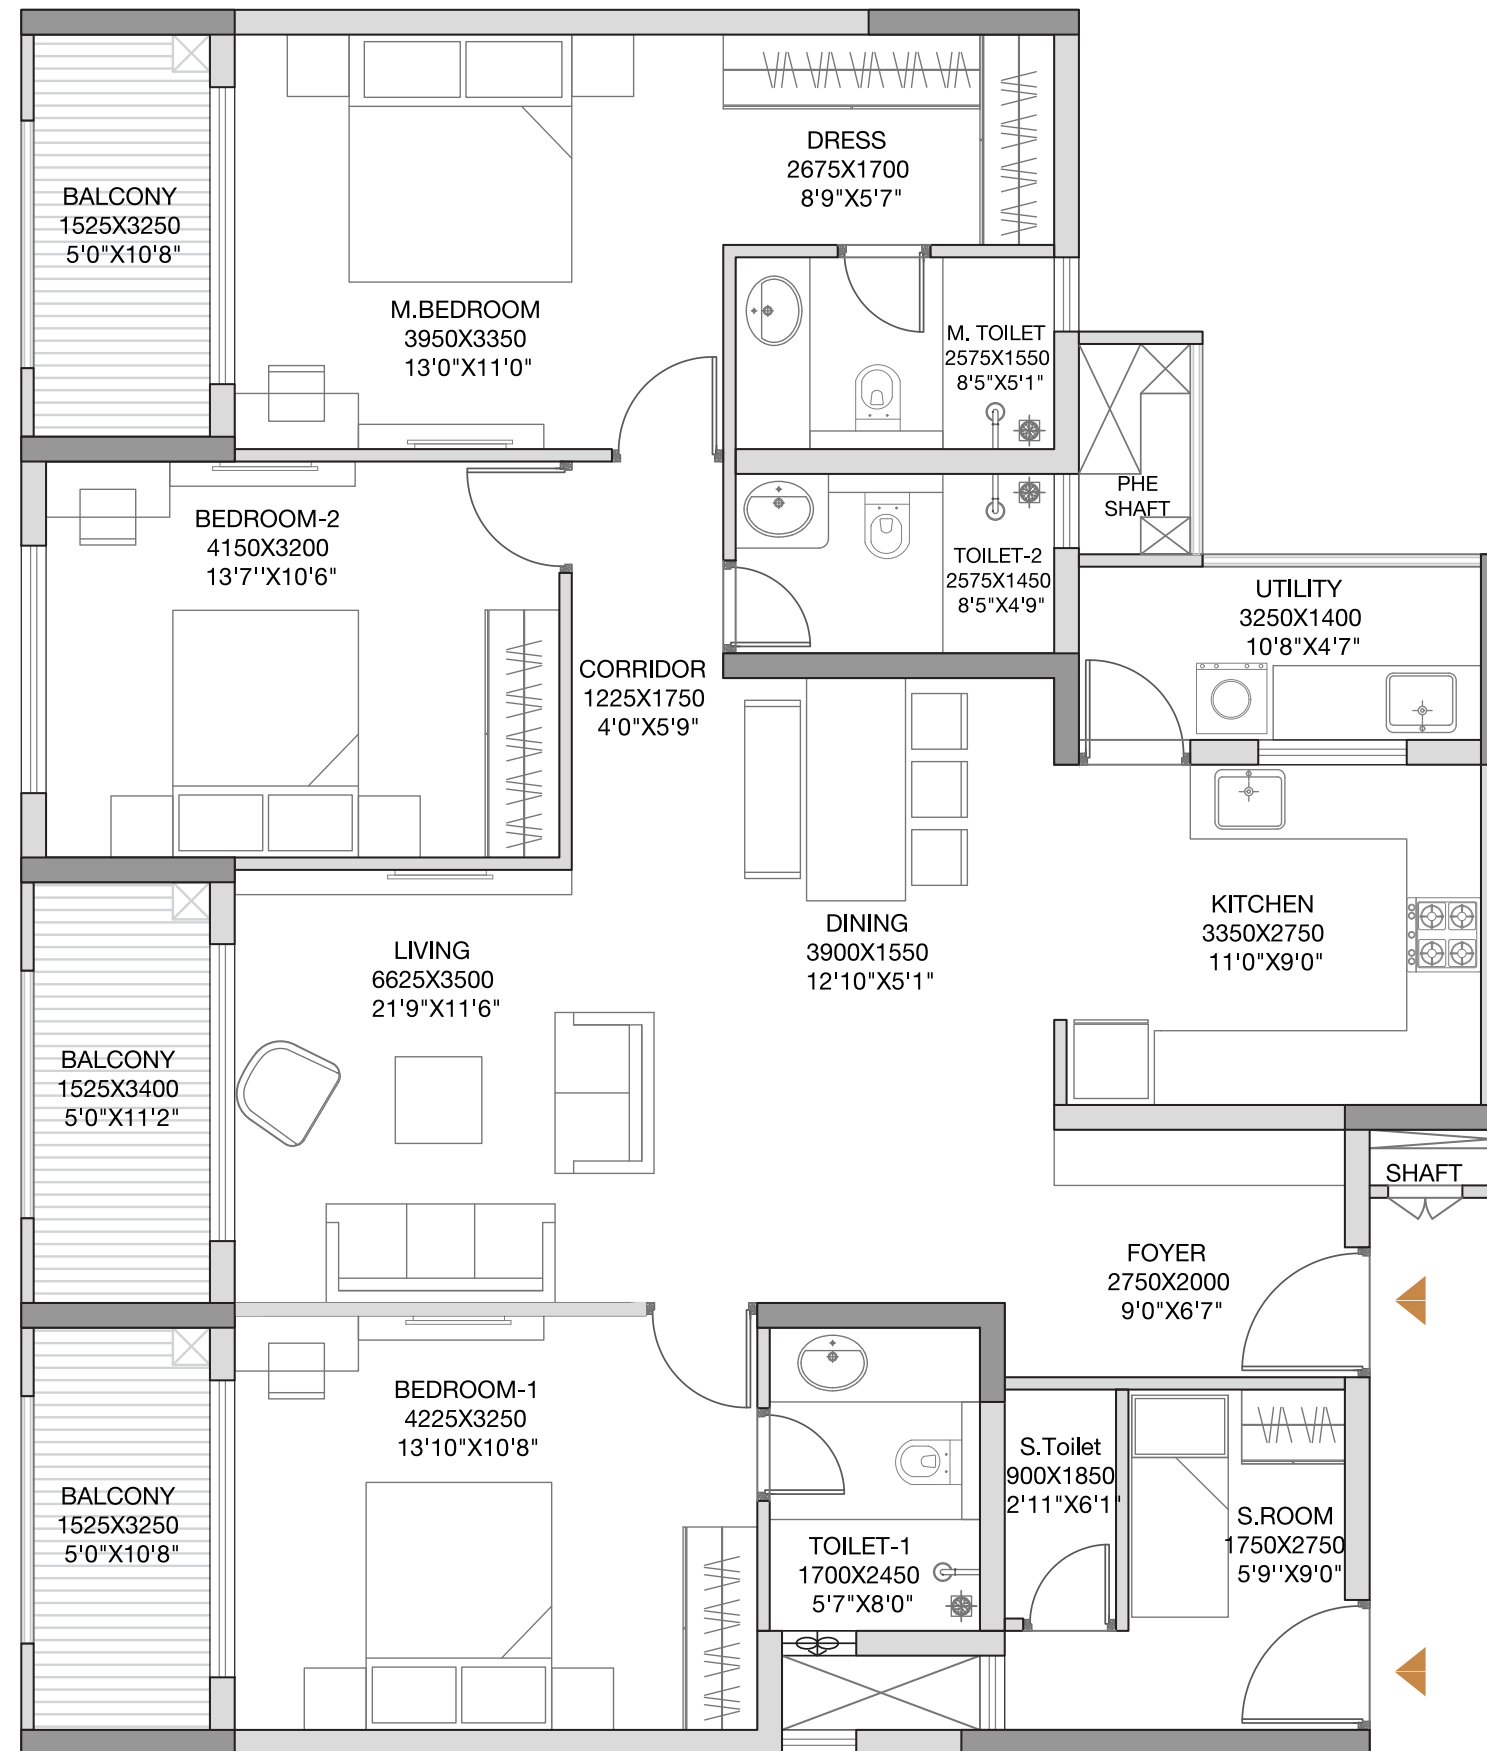 DRESS
2675X1700
8'9"X5'7"
BALCONY
1525X3250
5'0"X10'8"
M.BEDROOM
3950X3350
13'0"X11'0"
M. TOILET
2575X1550
8'5"X5'1"
PHE
SHAFT
BEDROOM-2
4150X3200
13'7''X10'6"
TOILET-2
2575X1450
8'5"X4'9"
UTILITY
3250X1400
10'8"X4'7"
CORRIDOR
1225X1750
4'0"X5'9"
KITCHEN
3350X2750
11'0"X9'0"
DINING
3900X1550
12'10"X5'1"
LIVING
6625X3500
21'9"X11'6"
BALCONY
1525X3400
5'0"X11'2"
SHAFT
FOYER
2750X2000
9'0"X6'7"
BEDROOM-1
4225X3250
13'10"X10'8"
S.Toilet
900X1850
2'11"X6'1"
BALCONY
1525X3250
5'0"X10'8"
S.ROOM
1750X2750
5'9''X9'0"
TOILET-1
1700X2450
5'7"X8'0"